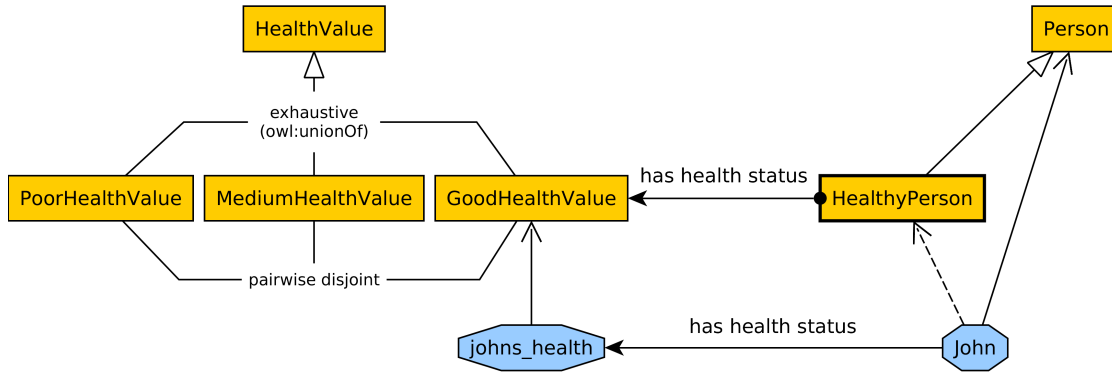 HealthValue
Person
exhaustive
(owl:unionOf)
has health status
PoorHealthValue
MediumHealthValue
GoodHealthValue
HealthyPerson
pairwise disjoint
has health status
johns_health
John